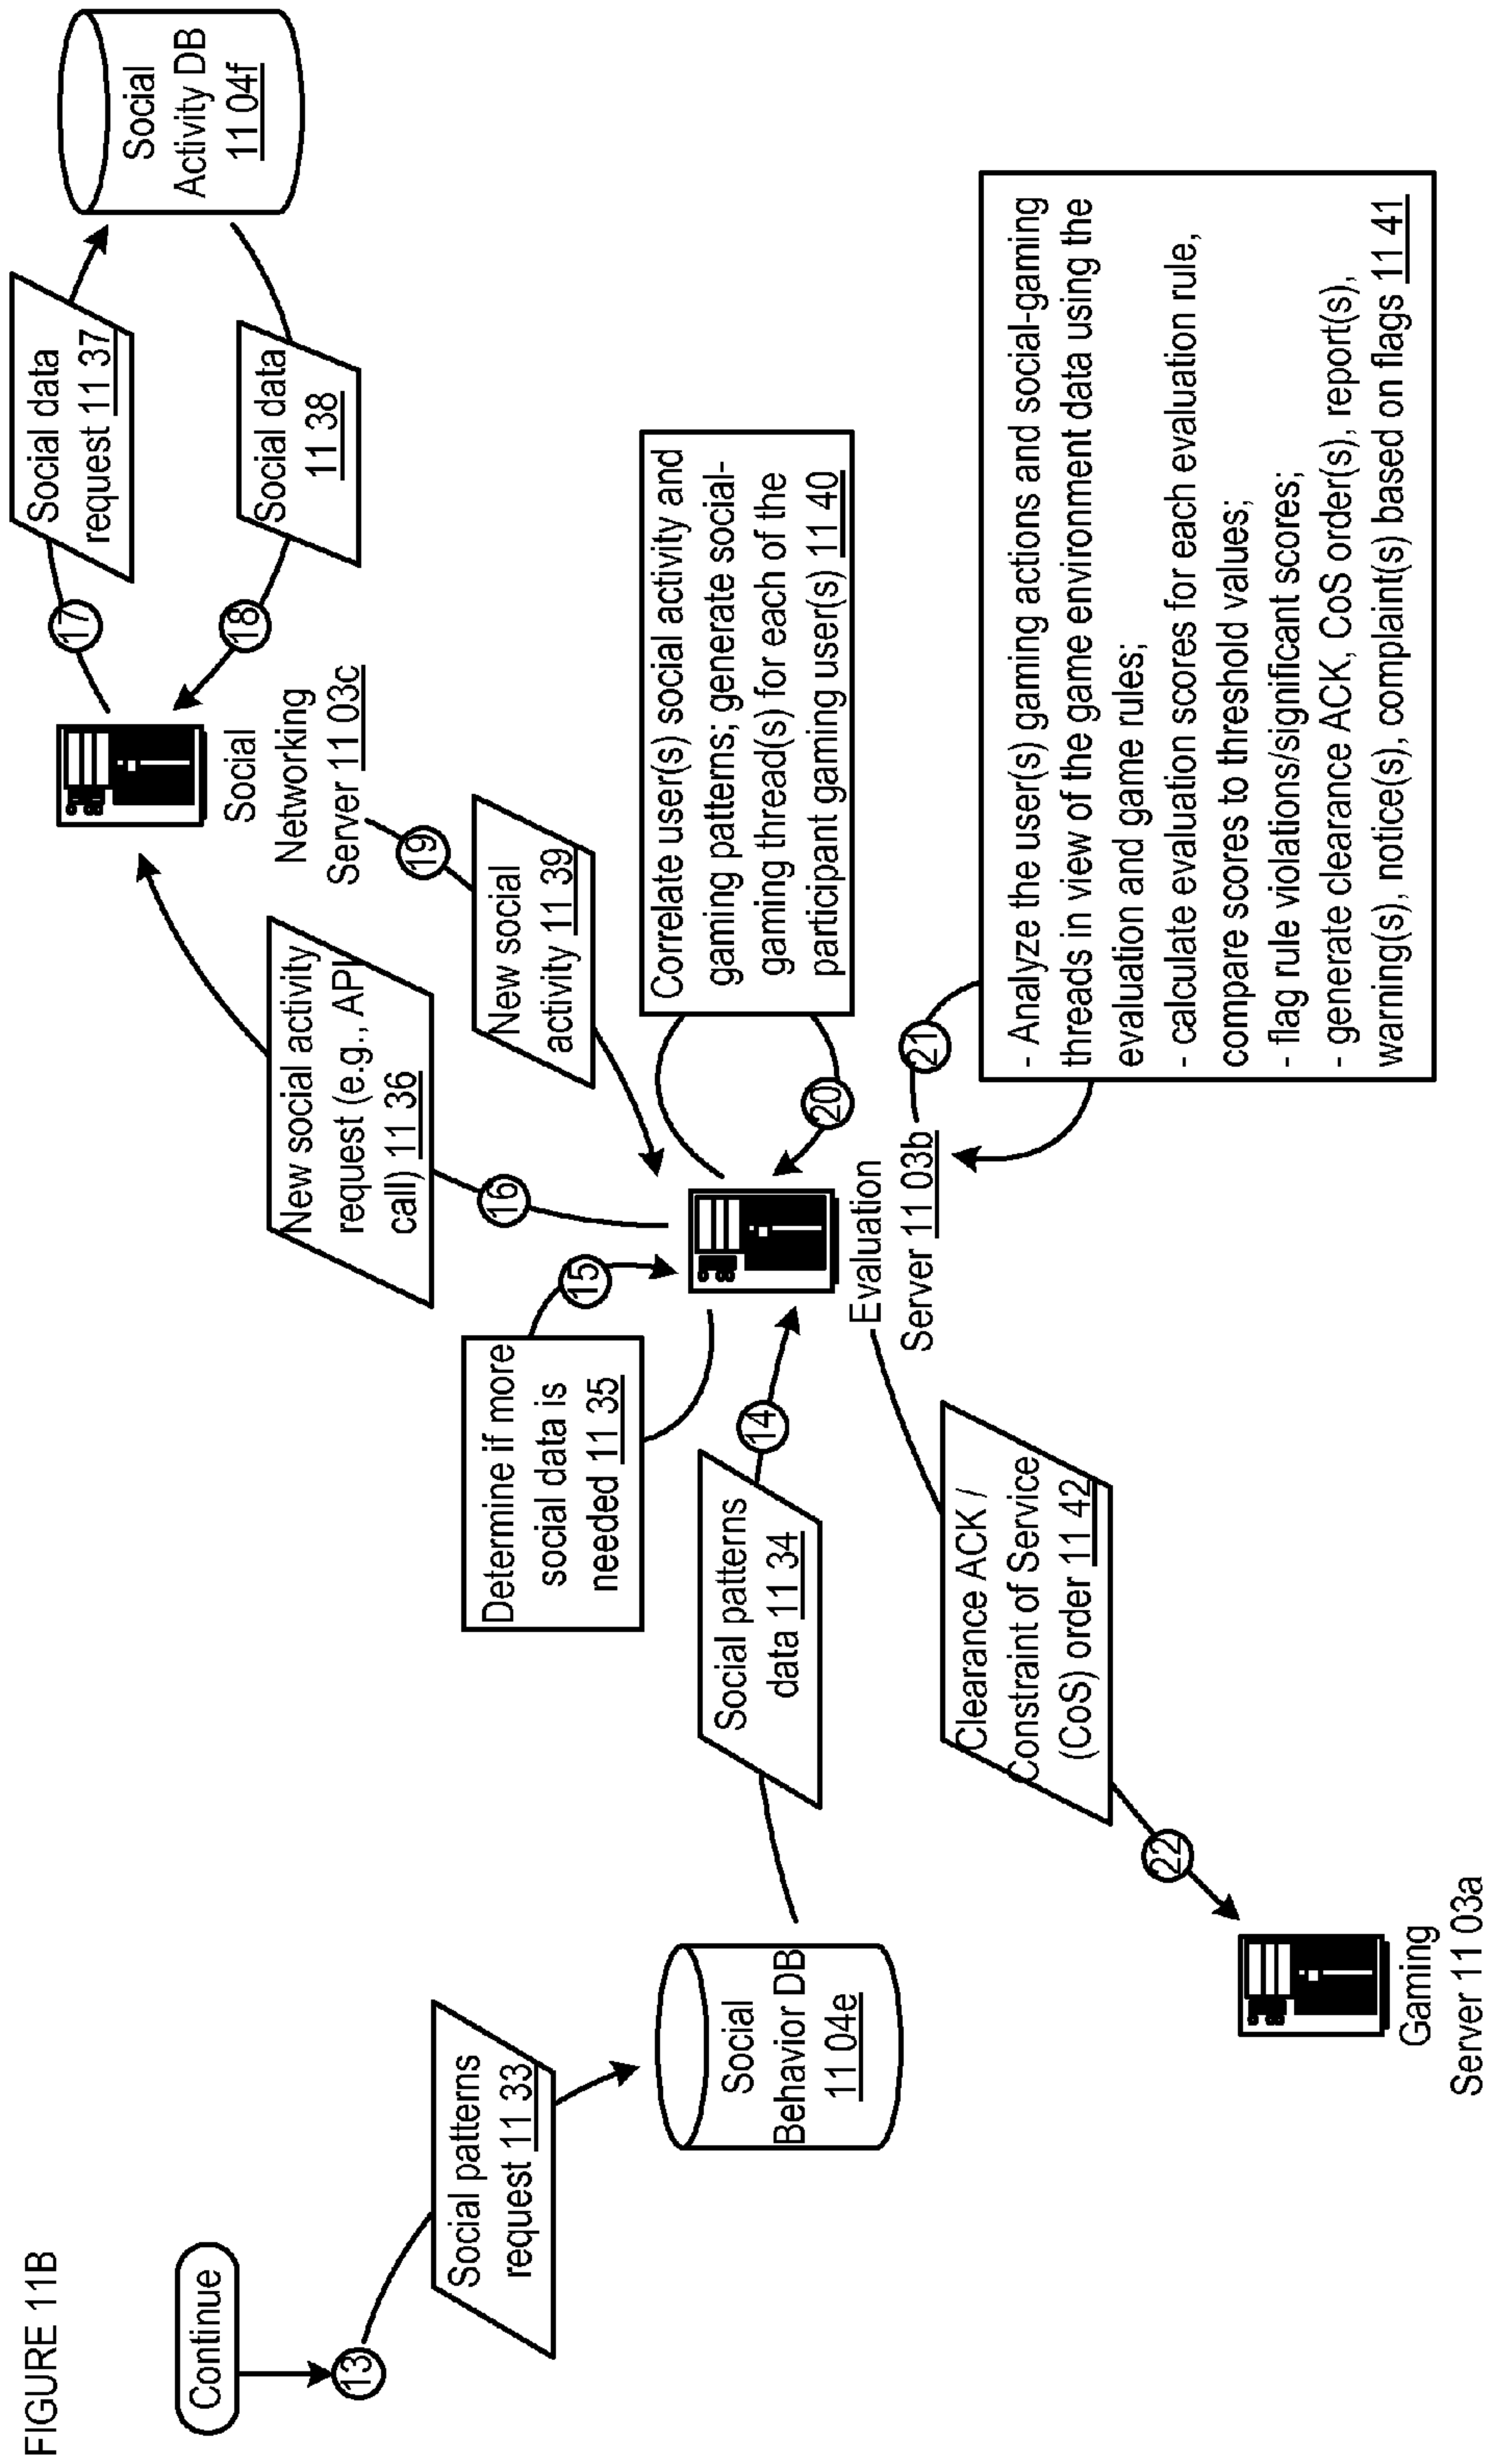 FIGURE 11B
Continue
13
Social patterns
request 11 33
Social
Behavior DB
11 04e
Social patterns
data 11 34
14
Determine if more
social data is
needed 11 35
15
New social activity
request (e.g., API
call) 11 36
16
Social
Networking
Server 11 03c
17
Social data
request 11 37
Social
Activity DB
11 04f
Social data
11 38
18
19
New social
activity 11 39
Correlate user(s) social activity and
gaming patterns; generate social-
gaming thread(s) for each of the
participant gaming user(s) 11 40
20
Evaluation
Server 11 03b
21
- Analyze the user(s) gaming actions and social-gaming
threads in view of the game environment data using the
evaluation and game rules;
- calculate evaluation scores for each evaluation rule,
compare scores to threshold values;
- flag rule violations/significant scores;
- generate clearance ACK, CoS order(s), report(s),
warning(s), notice(s), complaint(s) based on flags 11 41
Clearance ACK /
Constraint of Service
(CoS) order 11 42
22
Gaming
Server 11 03a